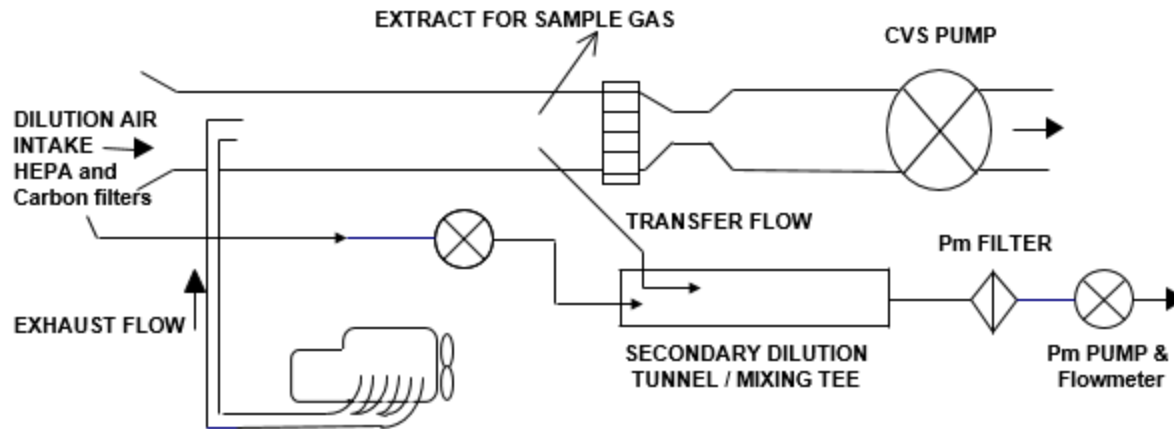 EXTRACT FOR SAMPLE GAS
CVS PUMP
DILUTION AIR
INTAKE
HEPA and
Carbon filters
TRANSFER FLOW
Pm FILTER
EXHAUST FLOW
SECONDARY DILUTION
TUNNEL / MIXING TEE
Pm PUMP &
Flowmeter